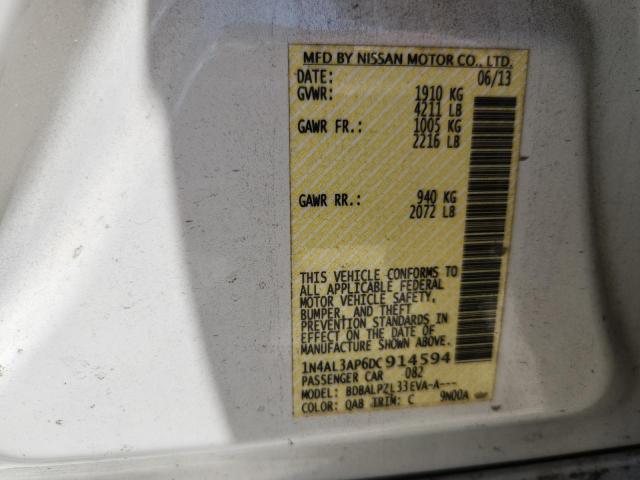 MFD BY NISSAN MOTOR CO., LTD.
DATE: 06/13
GVWR: 1910 KG
4211 LB
GAWR FR.: 1005 KG
2216 LB
GAWR RR.: 940 KG
2072 LB
THIS VEHICLE CONFORMS TO
ALL APPLICABLE FEDERAL
MOTOR VEHICLE SAFETY,
BUMPER, AND THEFT
PREVENTION STANDARDS IN
EFFECT ON THE DATE OF
MANUFACTURE SHOWN ABOVE.
1N4AL3AP6DC914594
PASSENGER CAR 082
MODEL: BDBALPZL33EVA-A---
COLOR: QAB TRIM: C 9N00A